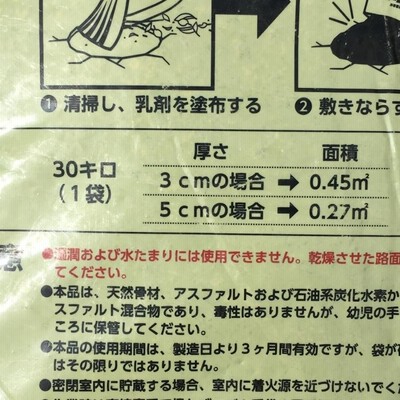 ❶ 清掃し、乳剤を塗布する
❷ 敷きならす
厚さ 面積
30キロ
（1袋）
3cmの場合 ➡ 0.45㎡
5cmの場合 ➡ 0.27㎡
意
●湿潤および水たまりには使用できません。乾燥させた路面
てください。
●本品は、天然骨材、アスファルトおよび石油系炭化水素か
スファルト混合物であり、毒性はありませんが、幼児の手
ころに保管してください。
●本品の使用期間は、製造日より3ヶ月間有効ですが、袋が
はその限りではありません。
●密閉室内に貯蔵する場合、室内に着火源を近づけないでくだ